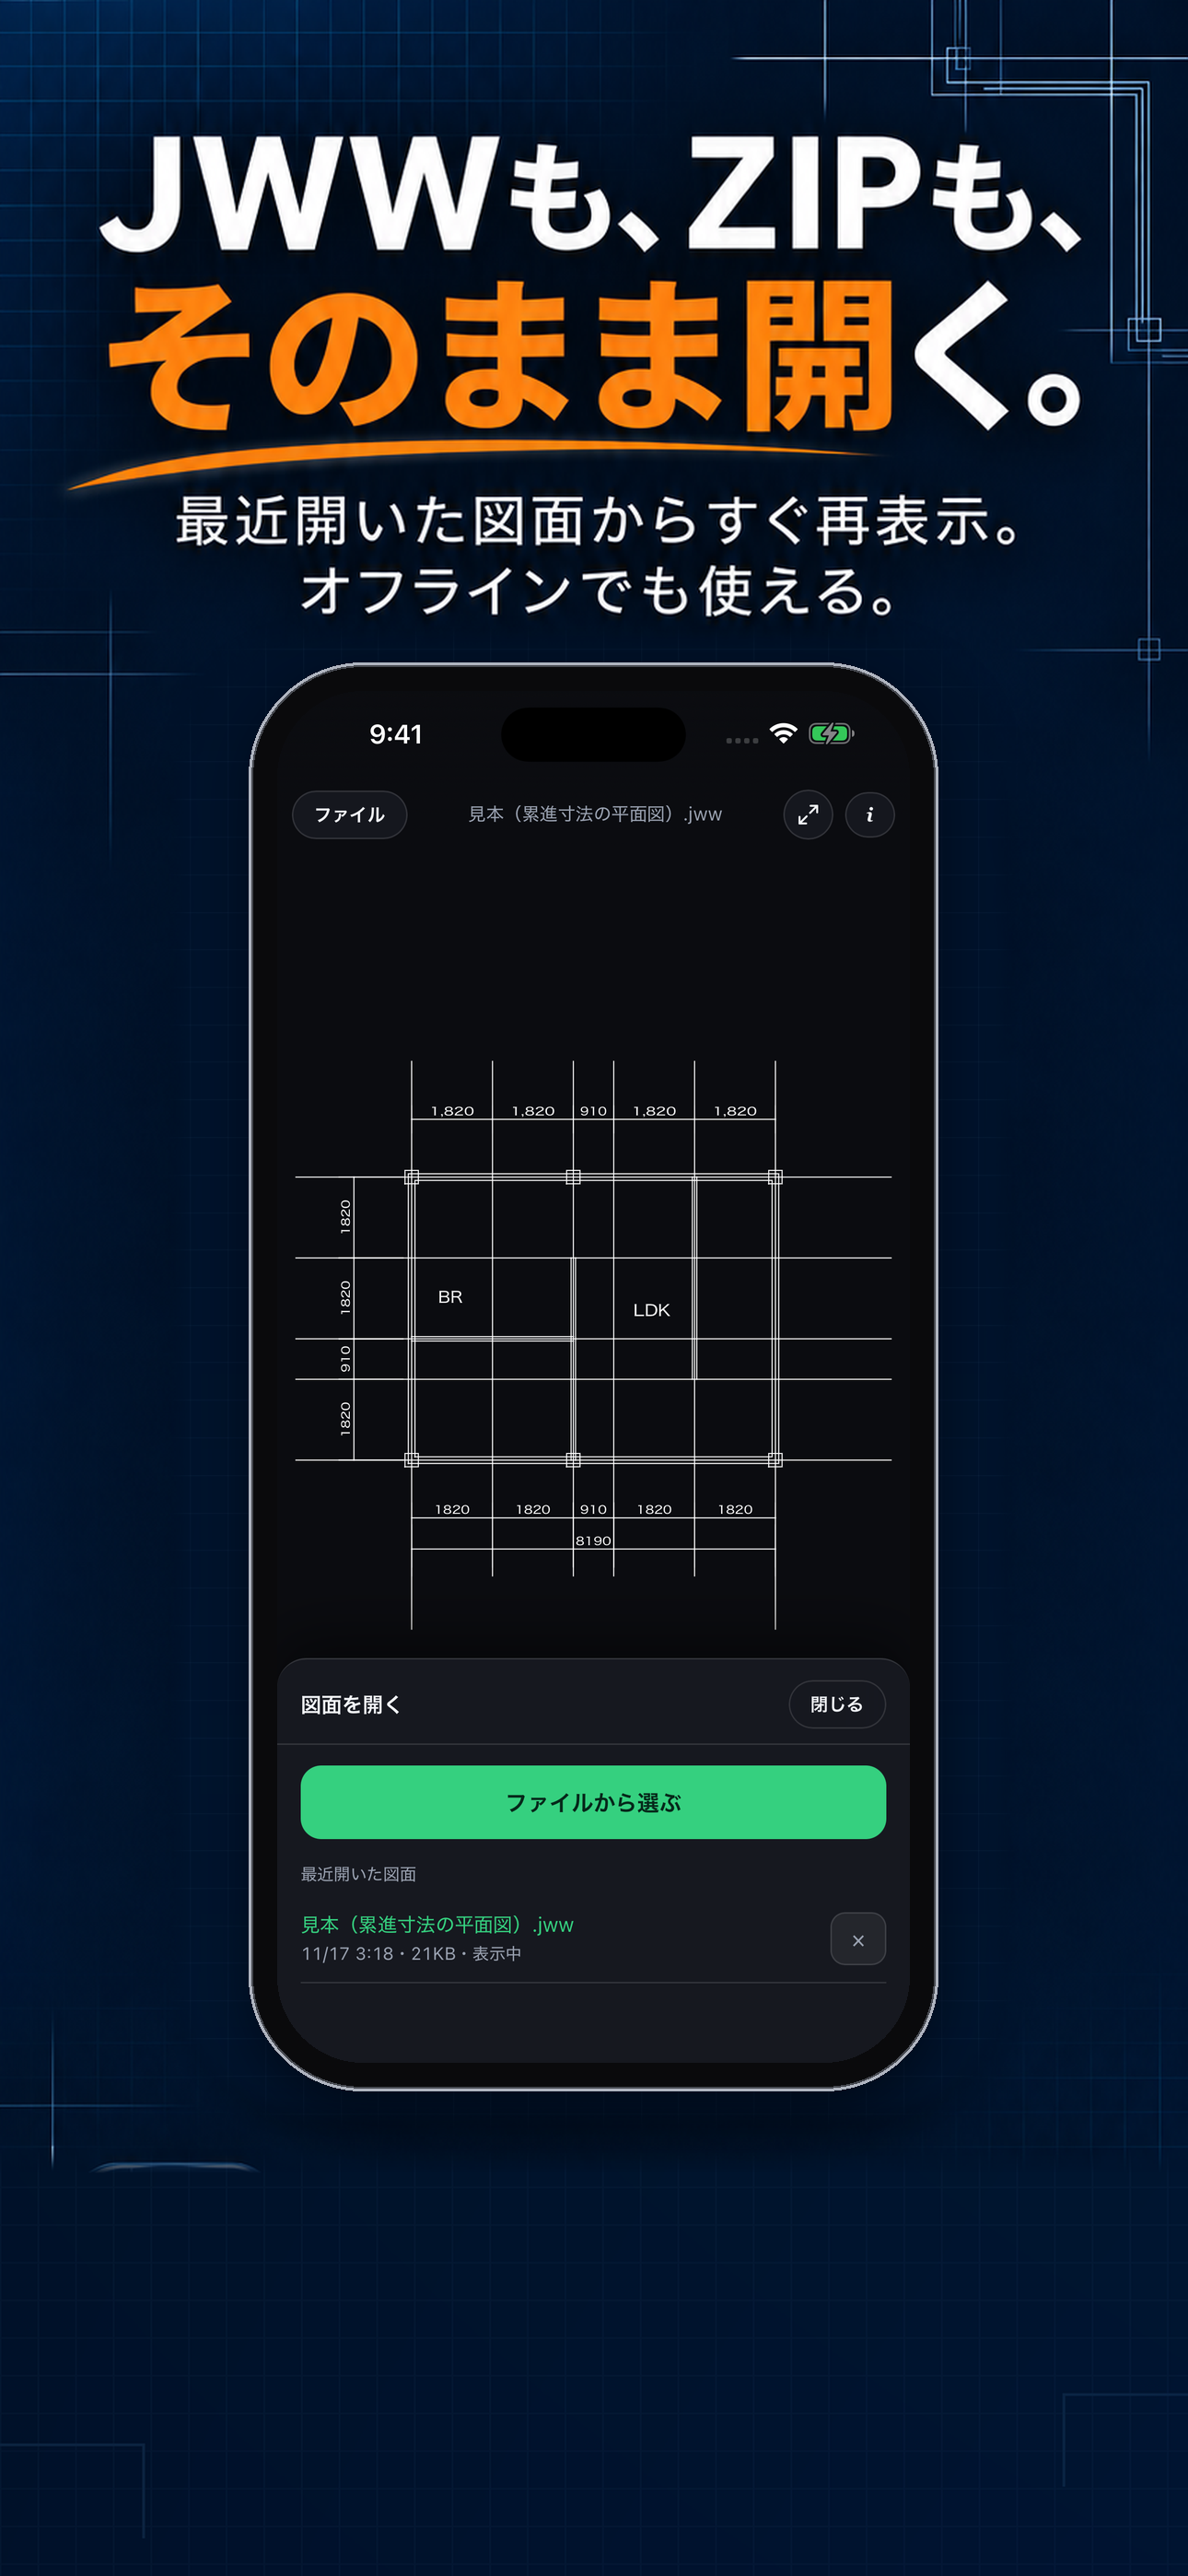 JWWも、ZIPも、
そのまま開く。
最近開いた図面からすぐ再表示。
オフラインでも使える。
9:41
ファイル
見本（累進寸法の平面図）.jww
i
1,820 1,820 910 1,820 1,820
1820
1820
910
1820
BR
LDK
1820 1820 910 1820 1820
8190
図面を開く
閉じる
ファイルから選ぶ
最近開いた図面
見本（累進寸法の平面図）.jww
11/17 3:18・21KB・表示中
×